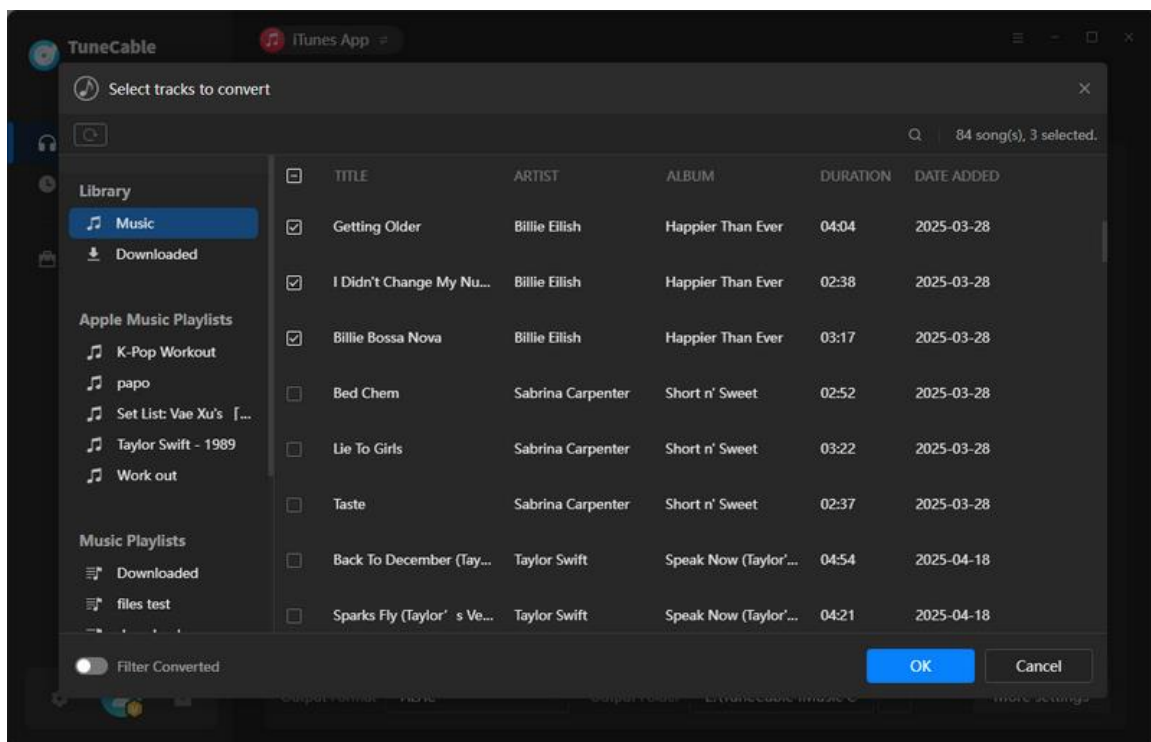 TuneCable
iTunes App
Select tracks to convert
84 song(s), 3 selected.
Library
Music
Downloaded
Apple Music Playlists
K-Pop Workout
papo
Set List: Vae Xu's「...
Taylor Swift - 1989
Work out
Music Playlists
Downloaded
files test
TITLE ARTIST ALBUM DURATION DATE ADDED
Getting Older Billie Eilish Happier Than Ever 04:04 2025-03-28
I Didn't Change My Nu... Billie Eilish Happier Than Ever 02:38 2025-03-28
Billie Bossa Nova Billie Eilish Happier Than Ever 03:17 2025-03-28
Bed Chem Sabrina Carpenter Short n' Sweet 02:52 2025-03-28
Lie To Girls Sabrina Carpenter Short n' Sweet 03:22 2025-03-28
Taste Sabrina Carpenter Short n' Sweet 02:37 2025-03-28
Back To December (Tay... Taylor Swift Speak Now (Taylor'... 04:54 2025-04-18
Sparks Fly (Taylor’s Ve... Taylor Swift Speak Now (Taylor'... 04:21 2025-04-18
Filter Converted
OK
Cancel
More settings